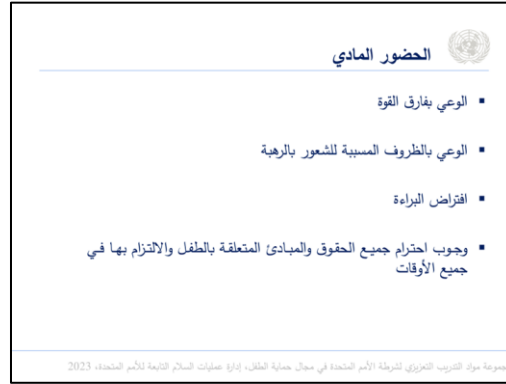 الحضور المادي
▪ الوعي بفارق القوة
▪ الوعي بالظروف المسببة للشعور بالرهبة
▪ افتراض البراءة
▪ وجوب احترام جميع الحقوق والمبادئ المتعلقة بالطفل والالتزام بها في
جميع الأوقات
مواد التدريب التعزيزي لشرطة الأمم المتحدة في مجال حماية الطفل، إدارة عمليات السلام التابعة للأمم المتحدة، 2023